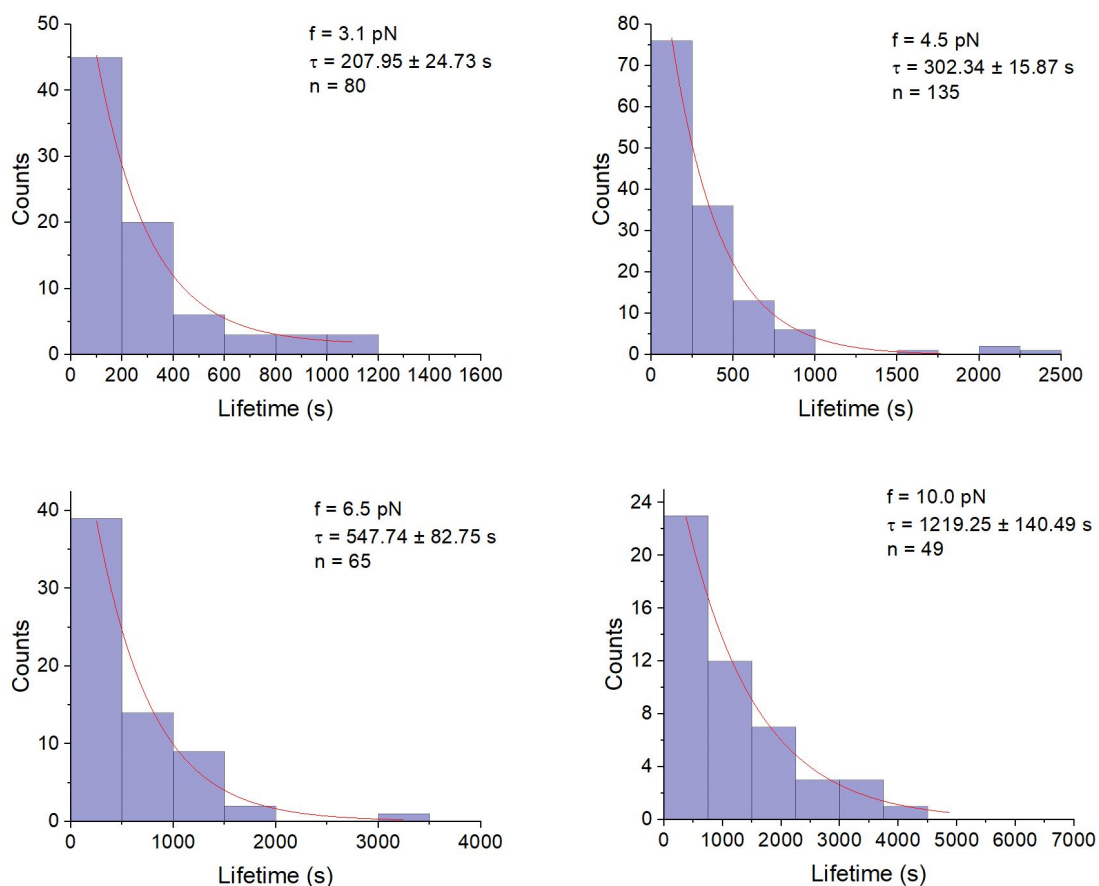 f = 3.1 pN
τ = 207.95 ± 24.73 s
n = 80
50
40
30
20
10
0
Counts
0 200 400 600 800 1000 1200 1400 1600
Lifetime (s)
f = 4.5 pN
τ = 302.34 ± 15.87 s
n = 135
80
70
60
50
40
30
20
10
0
Counts
0 500 1000 1500 2000 2500
Lifetime (s)
f = 6.5 pN
τ = 547.74 ± 82.75 s
n = 65
40
30
20
10
0
Counts
0 1000 2000 3000 4000
Lifetime (s)
f = 10.0 pN
τ = 1219.25 ± 140.49 s
n = 49
24
20
16
12
8
4
0
Counts
0 1000 2000 3000 4000 5000 6000 7000
Lifetime (s)